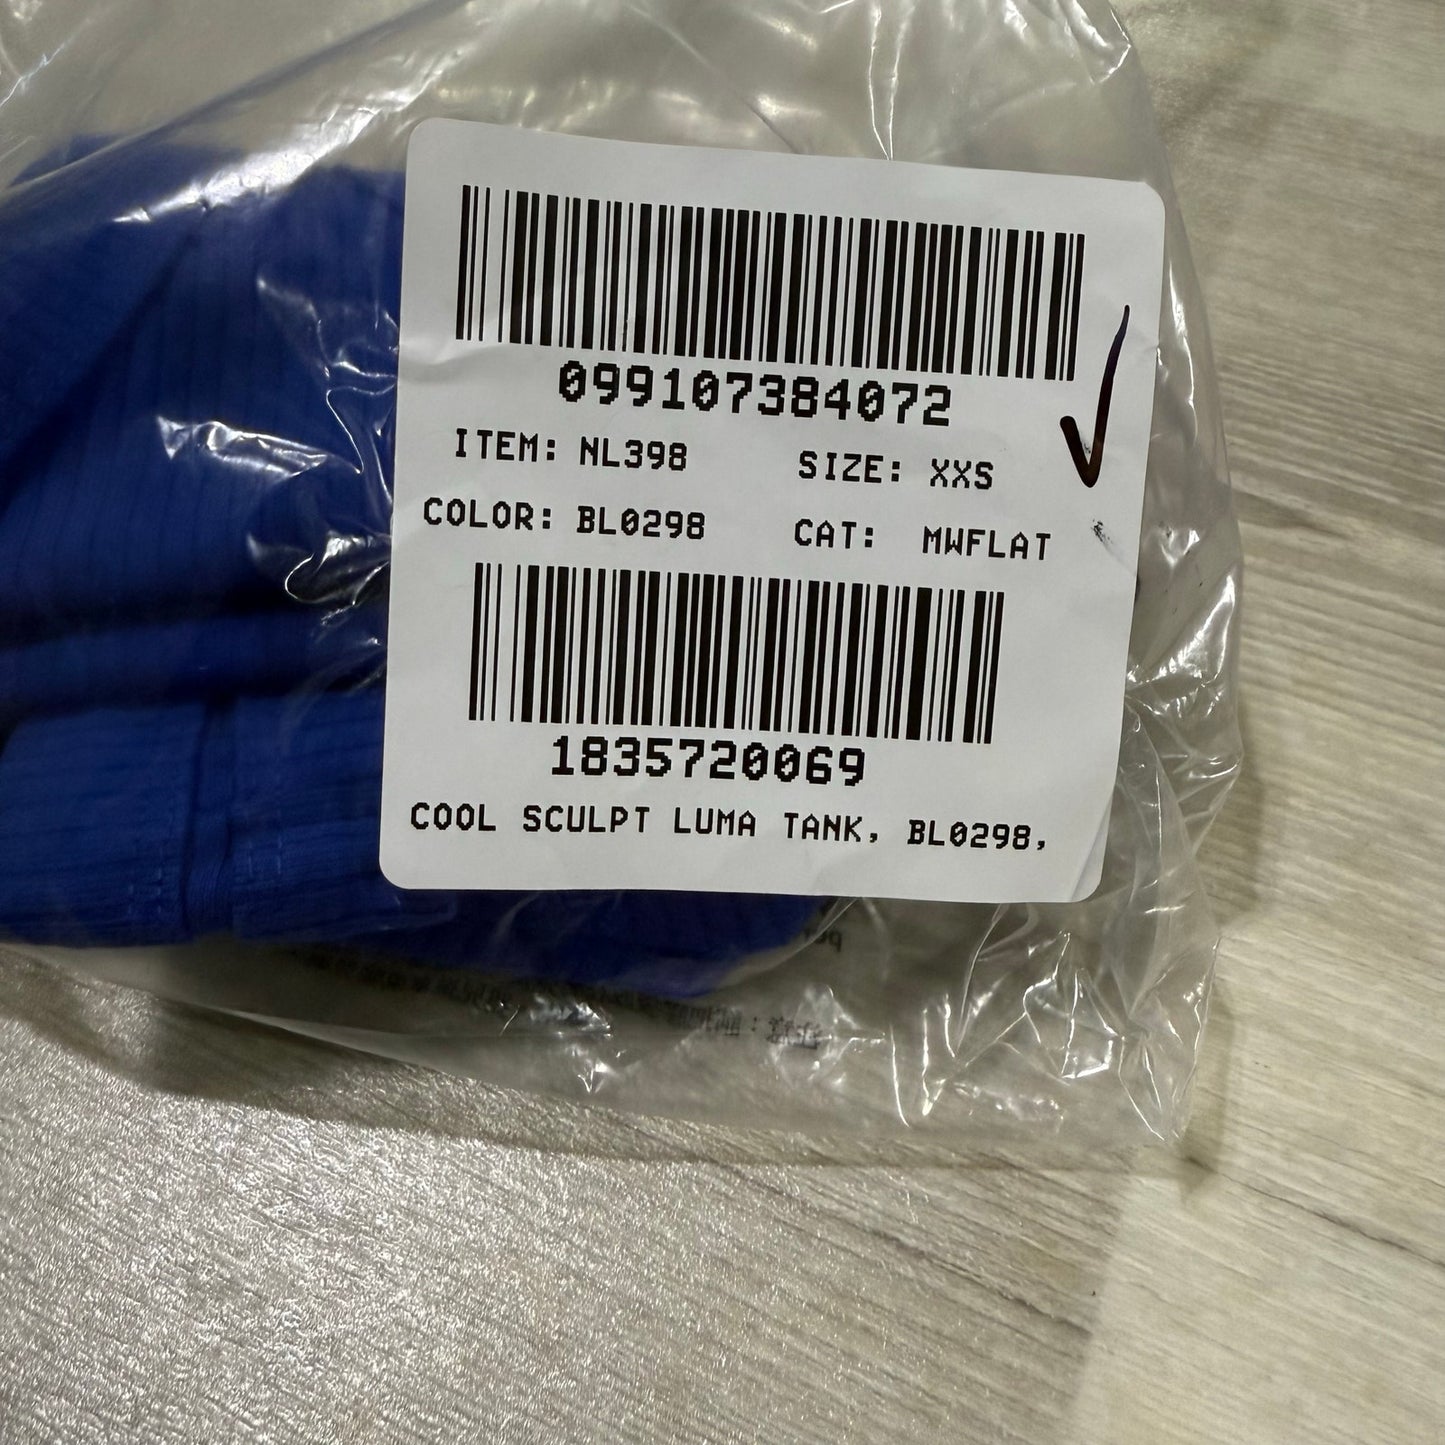 099107384072
ITEM: NL398 SIZE: XXS
COLOR: BL0298 CAT: MWFLAT
1835720069
COOL SCULPT LUMA TANK, BL0298,